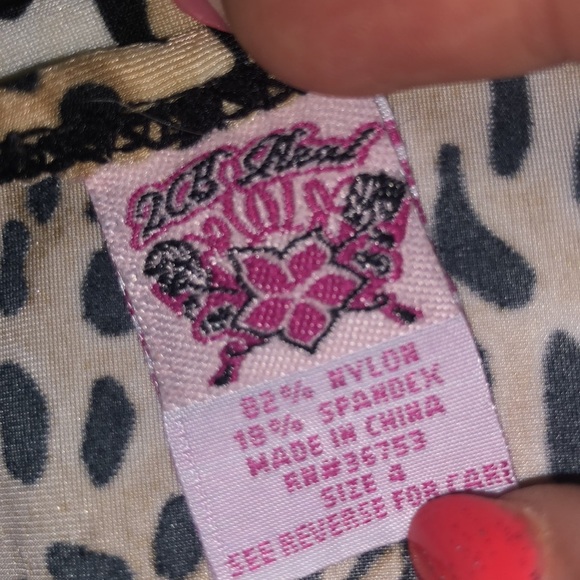 82% NYLON
18% SPANDEX
MADE IN CHINA
RN#36753
SIZE 4
SEE REVERSE FOR CARE